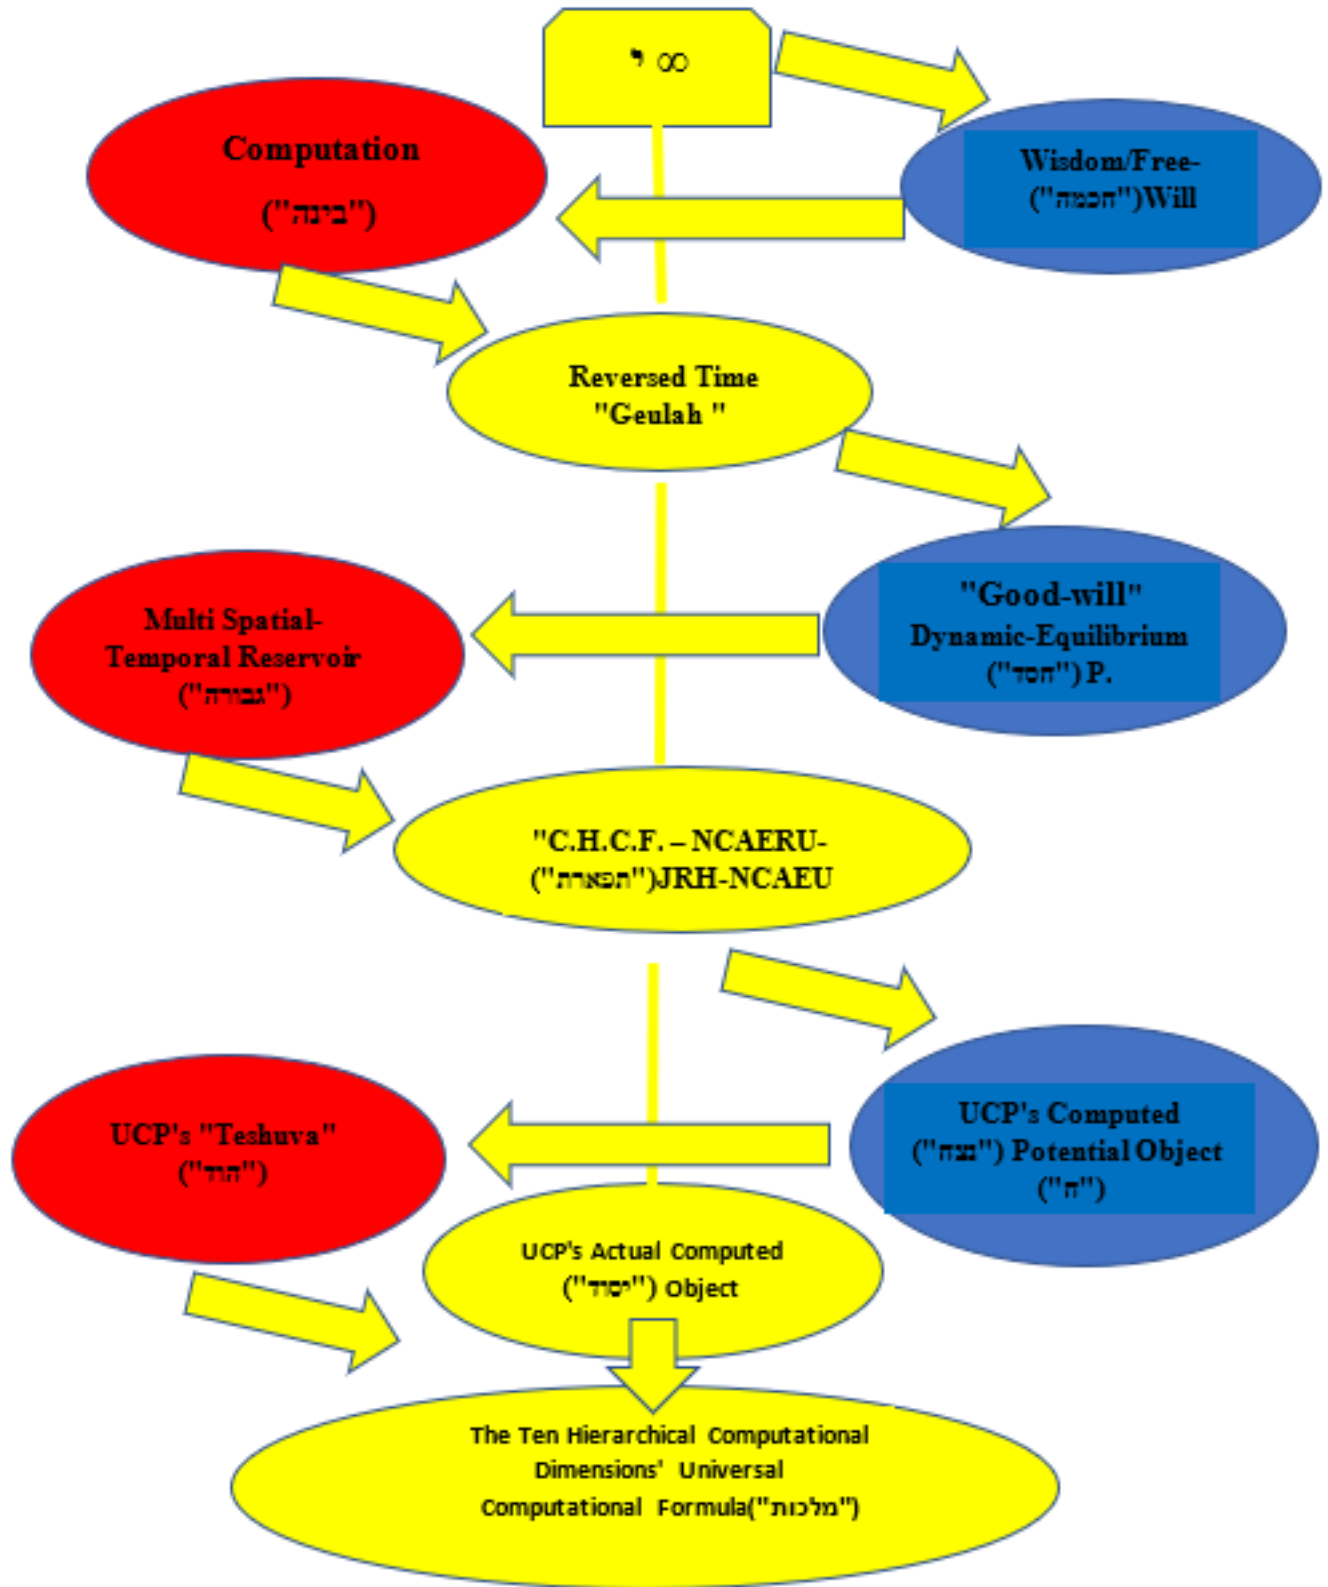 י ∞
Computation
("בינה")
Wisdom/Free-
("חכמה")Will
Reversed Time
"Geulah "
"Good-will"
Dynamic-Equilibrium
("חסד") P.
Multi Spatial-
Temporal Reservoir
("גבורה")
"C.H.C.F. – NCAERU-
("תפארת")JRH-NCAEU
UCP's Computed
("נצח") Potential Object
("ח")
UCP's "Teshuva"
("הוד")
UCP's Actual Computed
("יסוד") Object
The Ten Hierarchical Computational
Dimensions' Universal
Computational Formula("מלכות")